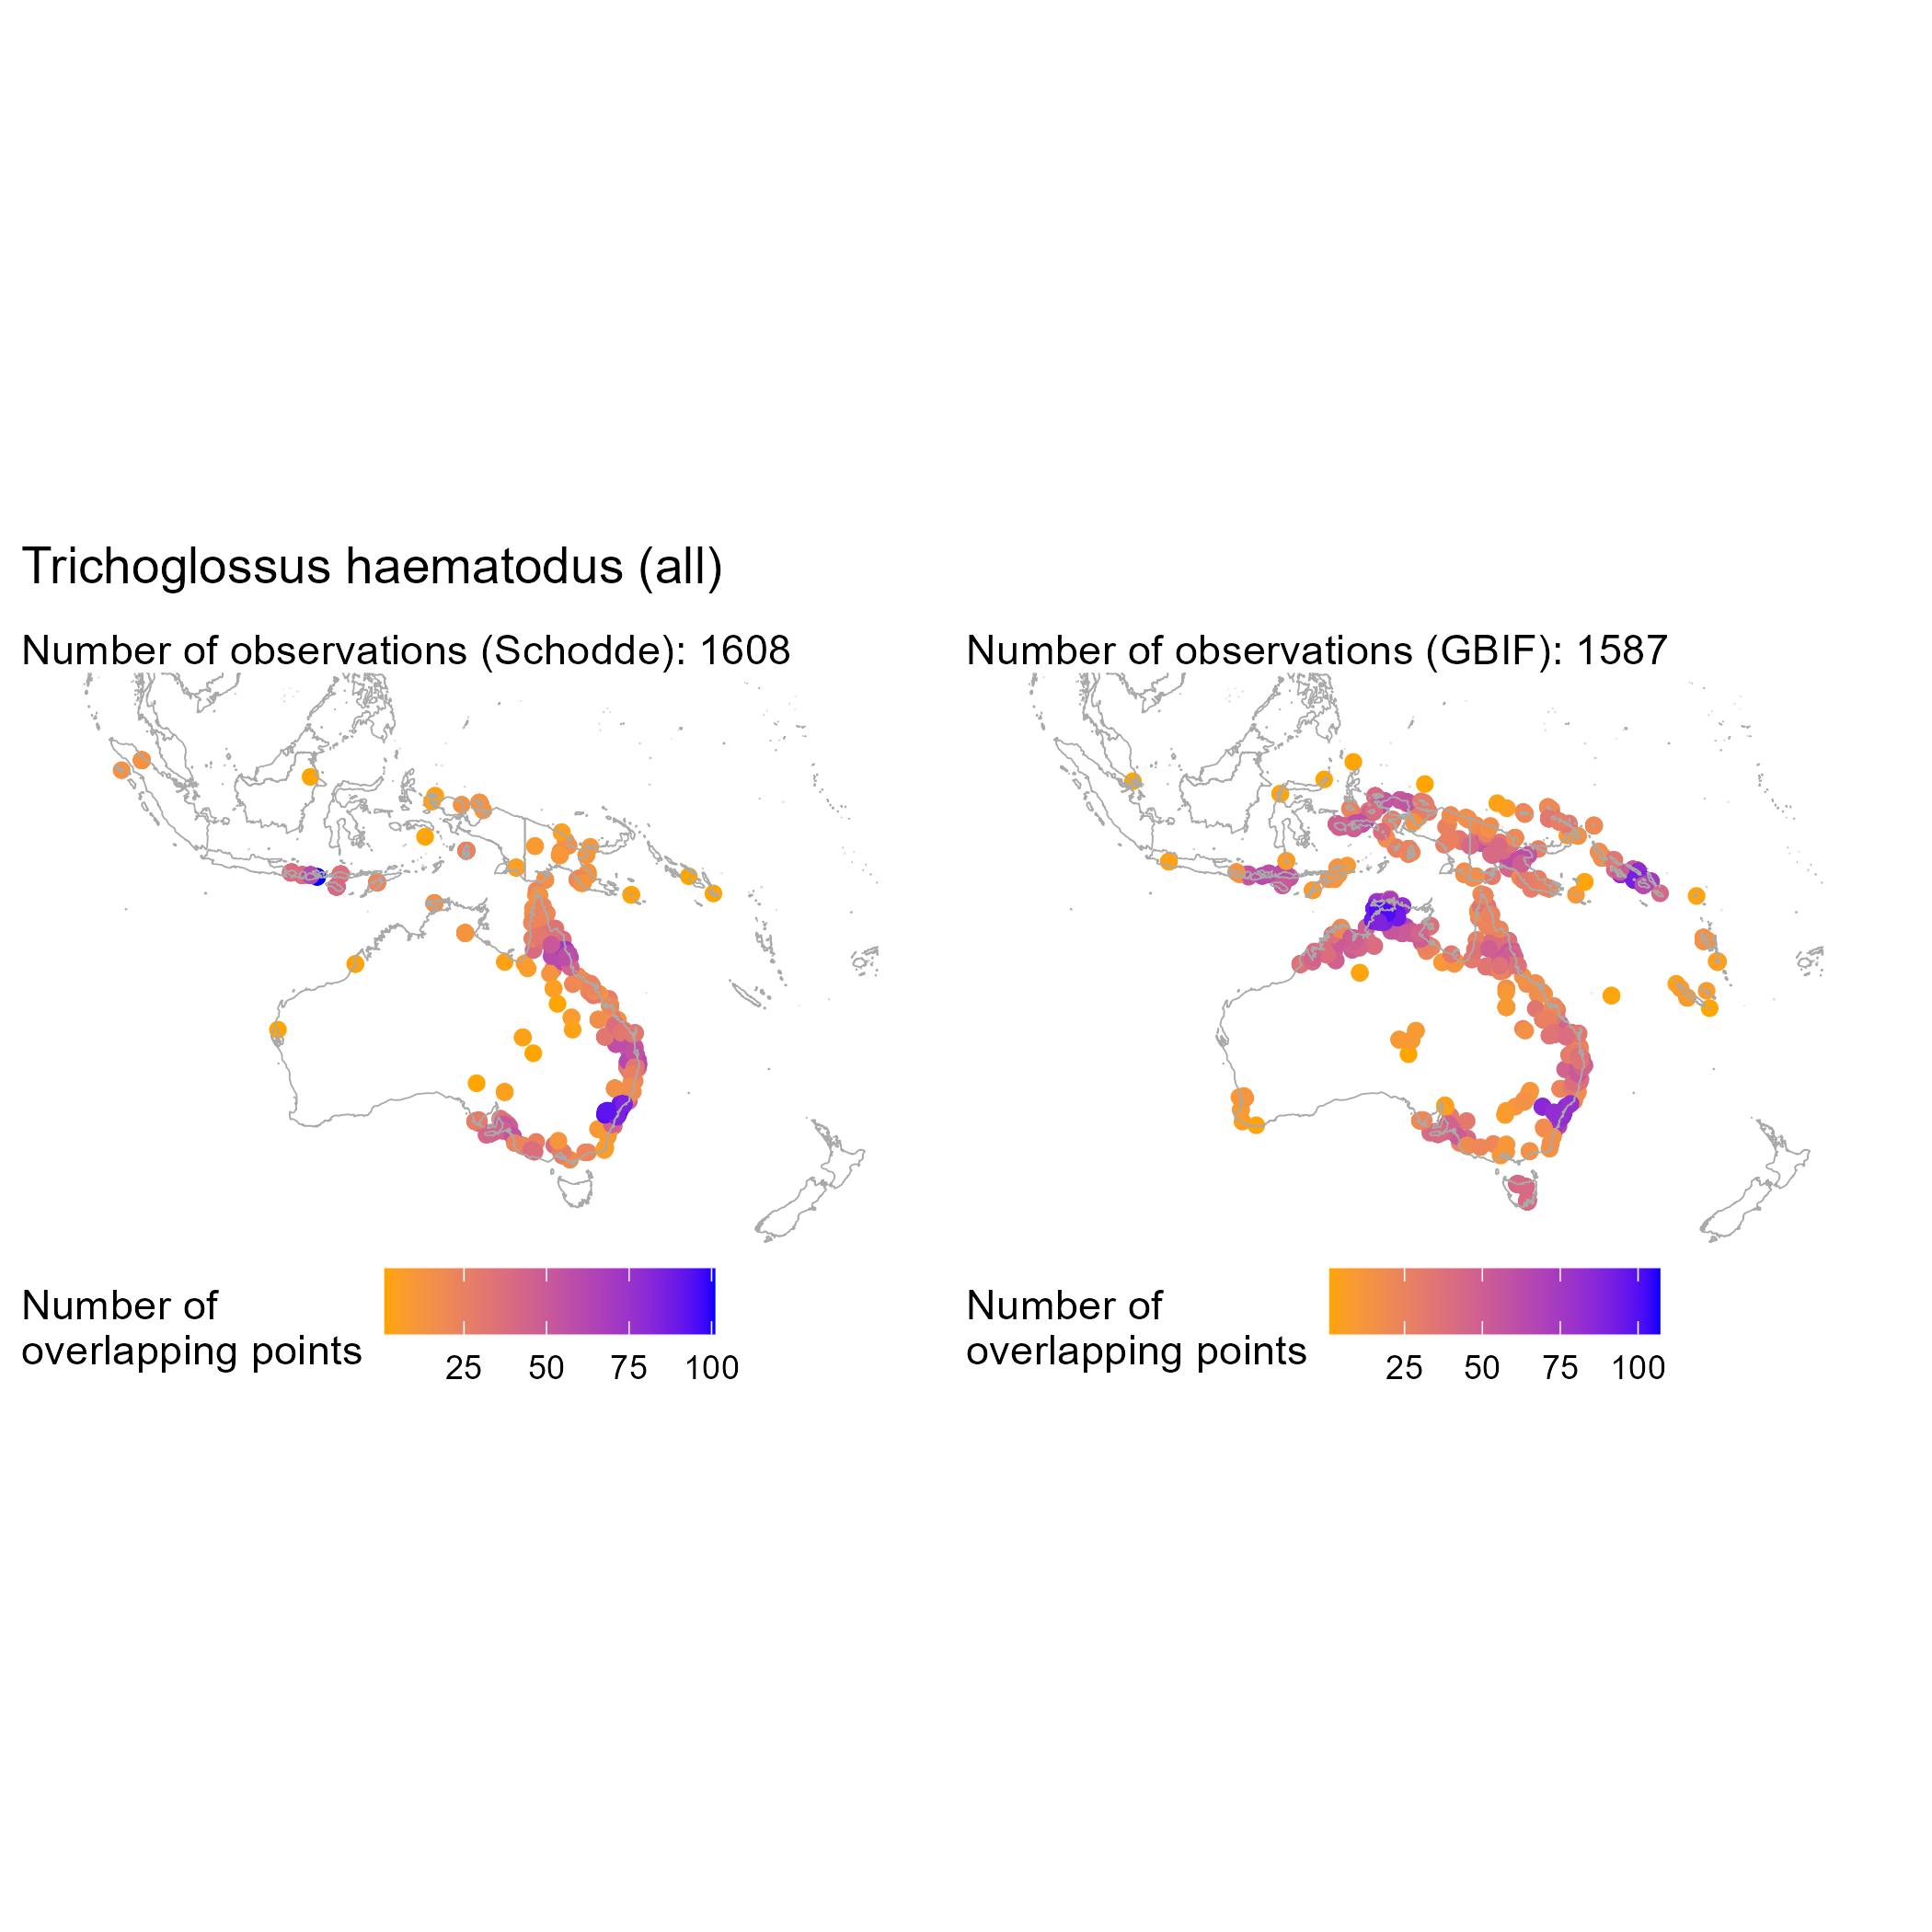 Trichoglossus haematodus (all)
Number of observations (Schodde): 1608
Number of observations (GBIF): 1587
Number of
overlapping points
25 50 75 100
Number of
overlapping points
25 50 75 100